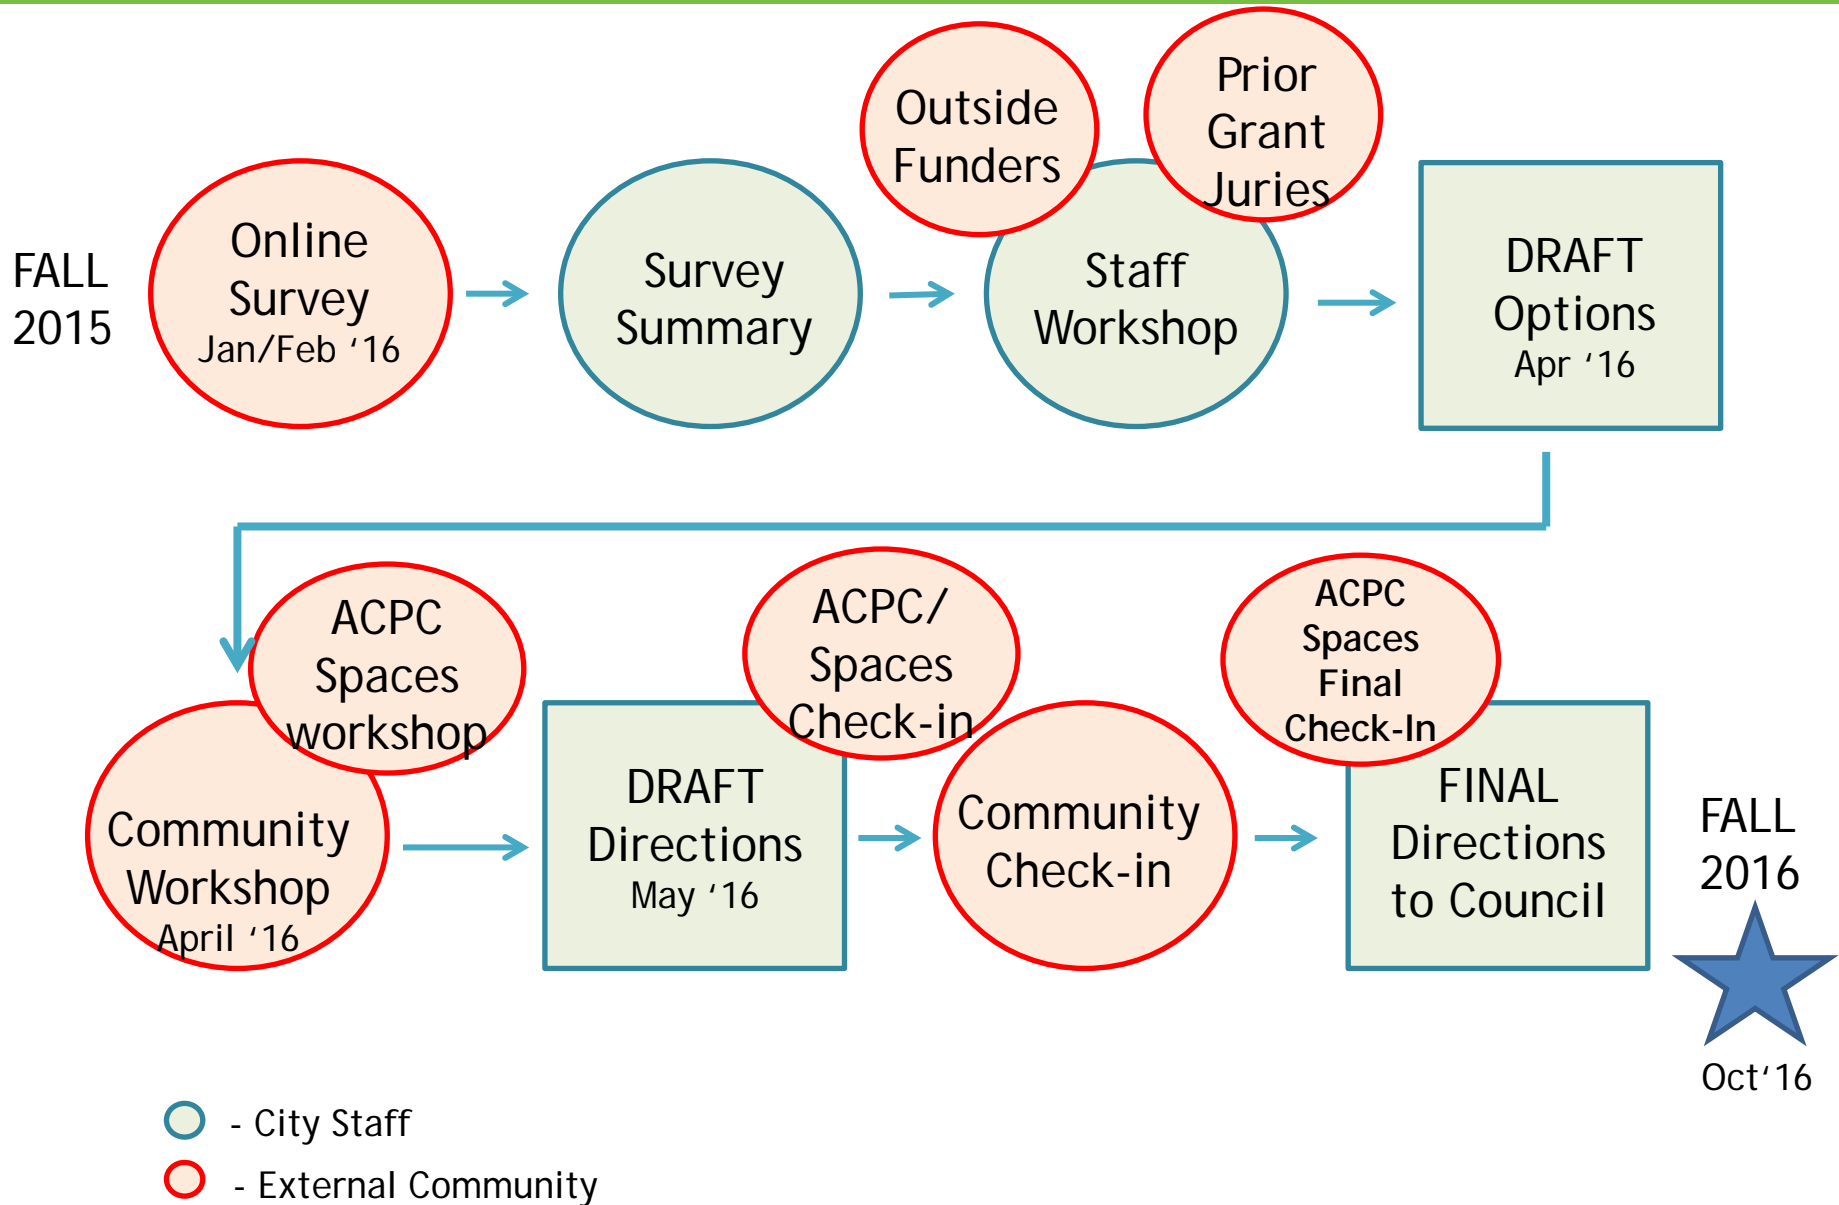 FALL
2015
Online
Survey
Jan/Feb ‘16
Survey
Summary
Outside
Funders
Prior
Grant
Juries
Staff
Workshop
DRAFT
Options
Apr ‘16
ACPC
Spaces
workshop
Community
Workshop
April ‘16
DRAFT
Directions
May ‘16
ACPC/
Spaces
Check-in
Community
Check-in
ACPC
Spaces
Final
Check-In
FINAL
Directions
to Council
FALL
2016
Oct‘16
- City Staff
- External Community